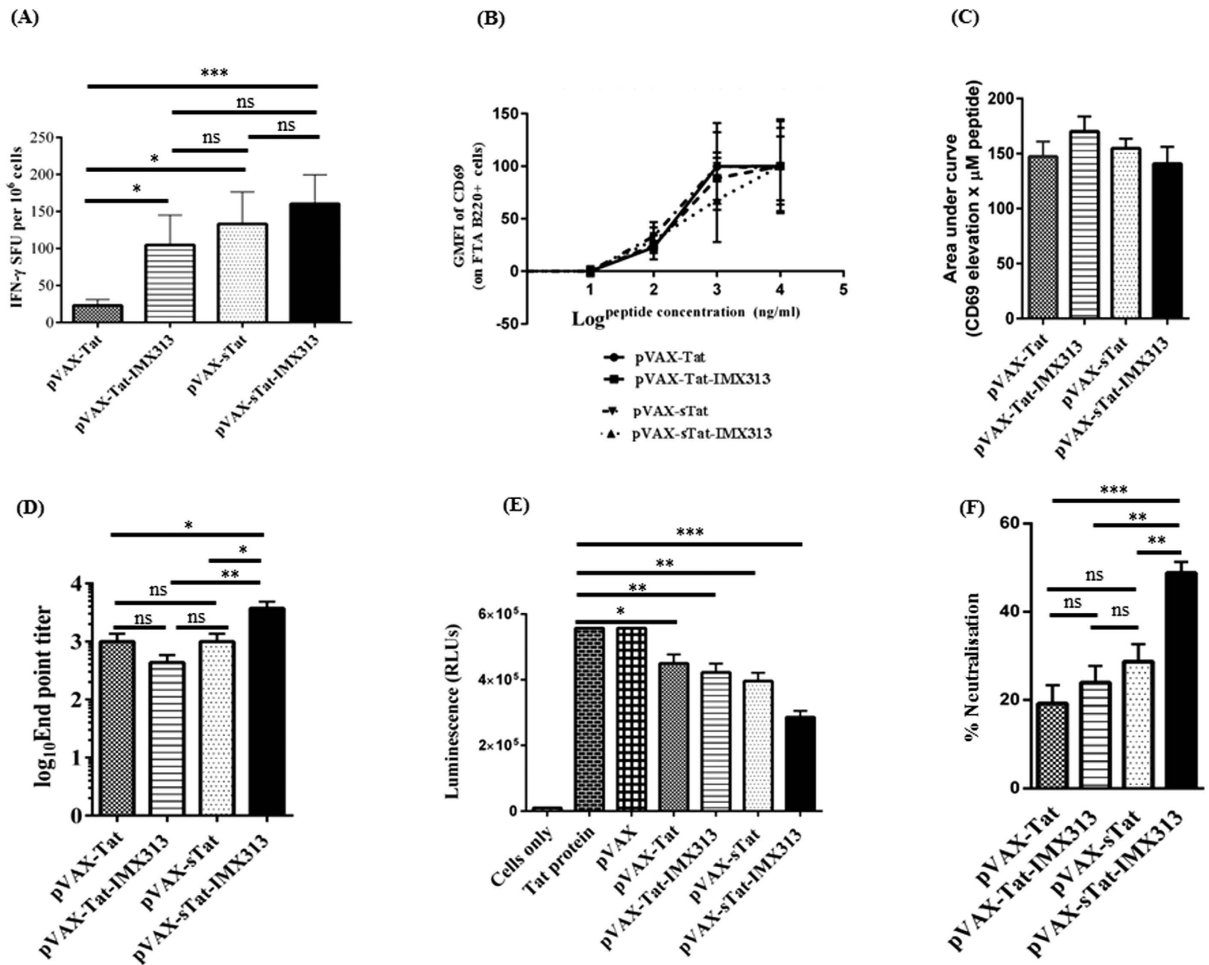 (A)
***
ns
ns
ns
*
*
250
200
150
100
50
0
IFN-γ SFU per 10⁶ cells
pVAX-Tat
pVAX-Tat-IMX313
pVAX-sTat
pVAX-sTat-IMX313
(B)
150
100
50
0
-50
GMFI of CD69
(on FTA B220+ cells)
1
2
3
4
5
Log^peptide concentration (ng/ml)
pVAX-Tat
pVAX-Tat-IMX313
pVAX-sTat
pVAX-sTat-IMX313
(C)
200
150
100
50
0
Area under curve
(CD69 elevation x µM peptide)
pVAX-Tat
pVAX-Tat-IMX313
pVAX-sTat
pVAX-sTat-IMX313
(D)
*
*
**
ns
ns
ns
4
3
2
1
0
log₁₀End point titer
pVAX-Tat
pVAX-Tat-IMX313
pVAX-sTat
pVAX-sTat-IMX313
(E)
***
**
**
*
6×10⁵
4×10⁵
2×10⁵
0
Luminescence (RLUs)
Cells only
Tat protein
pVAX
pVAX-Tat
pVAX-Tat-IMX313
pVAX-sTat
pVAX-sTat-IMX313
(F)
***
**
**
ns
ns
ns
60
40
20
0
% Neutralisation
pVAX-Tat
pVAX-Tat-IMX313
pVAX-sTat
pVAX-sTat-IMX313